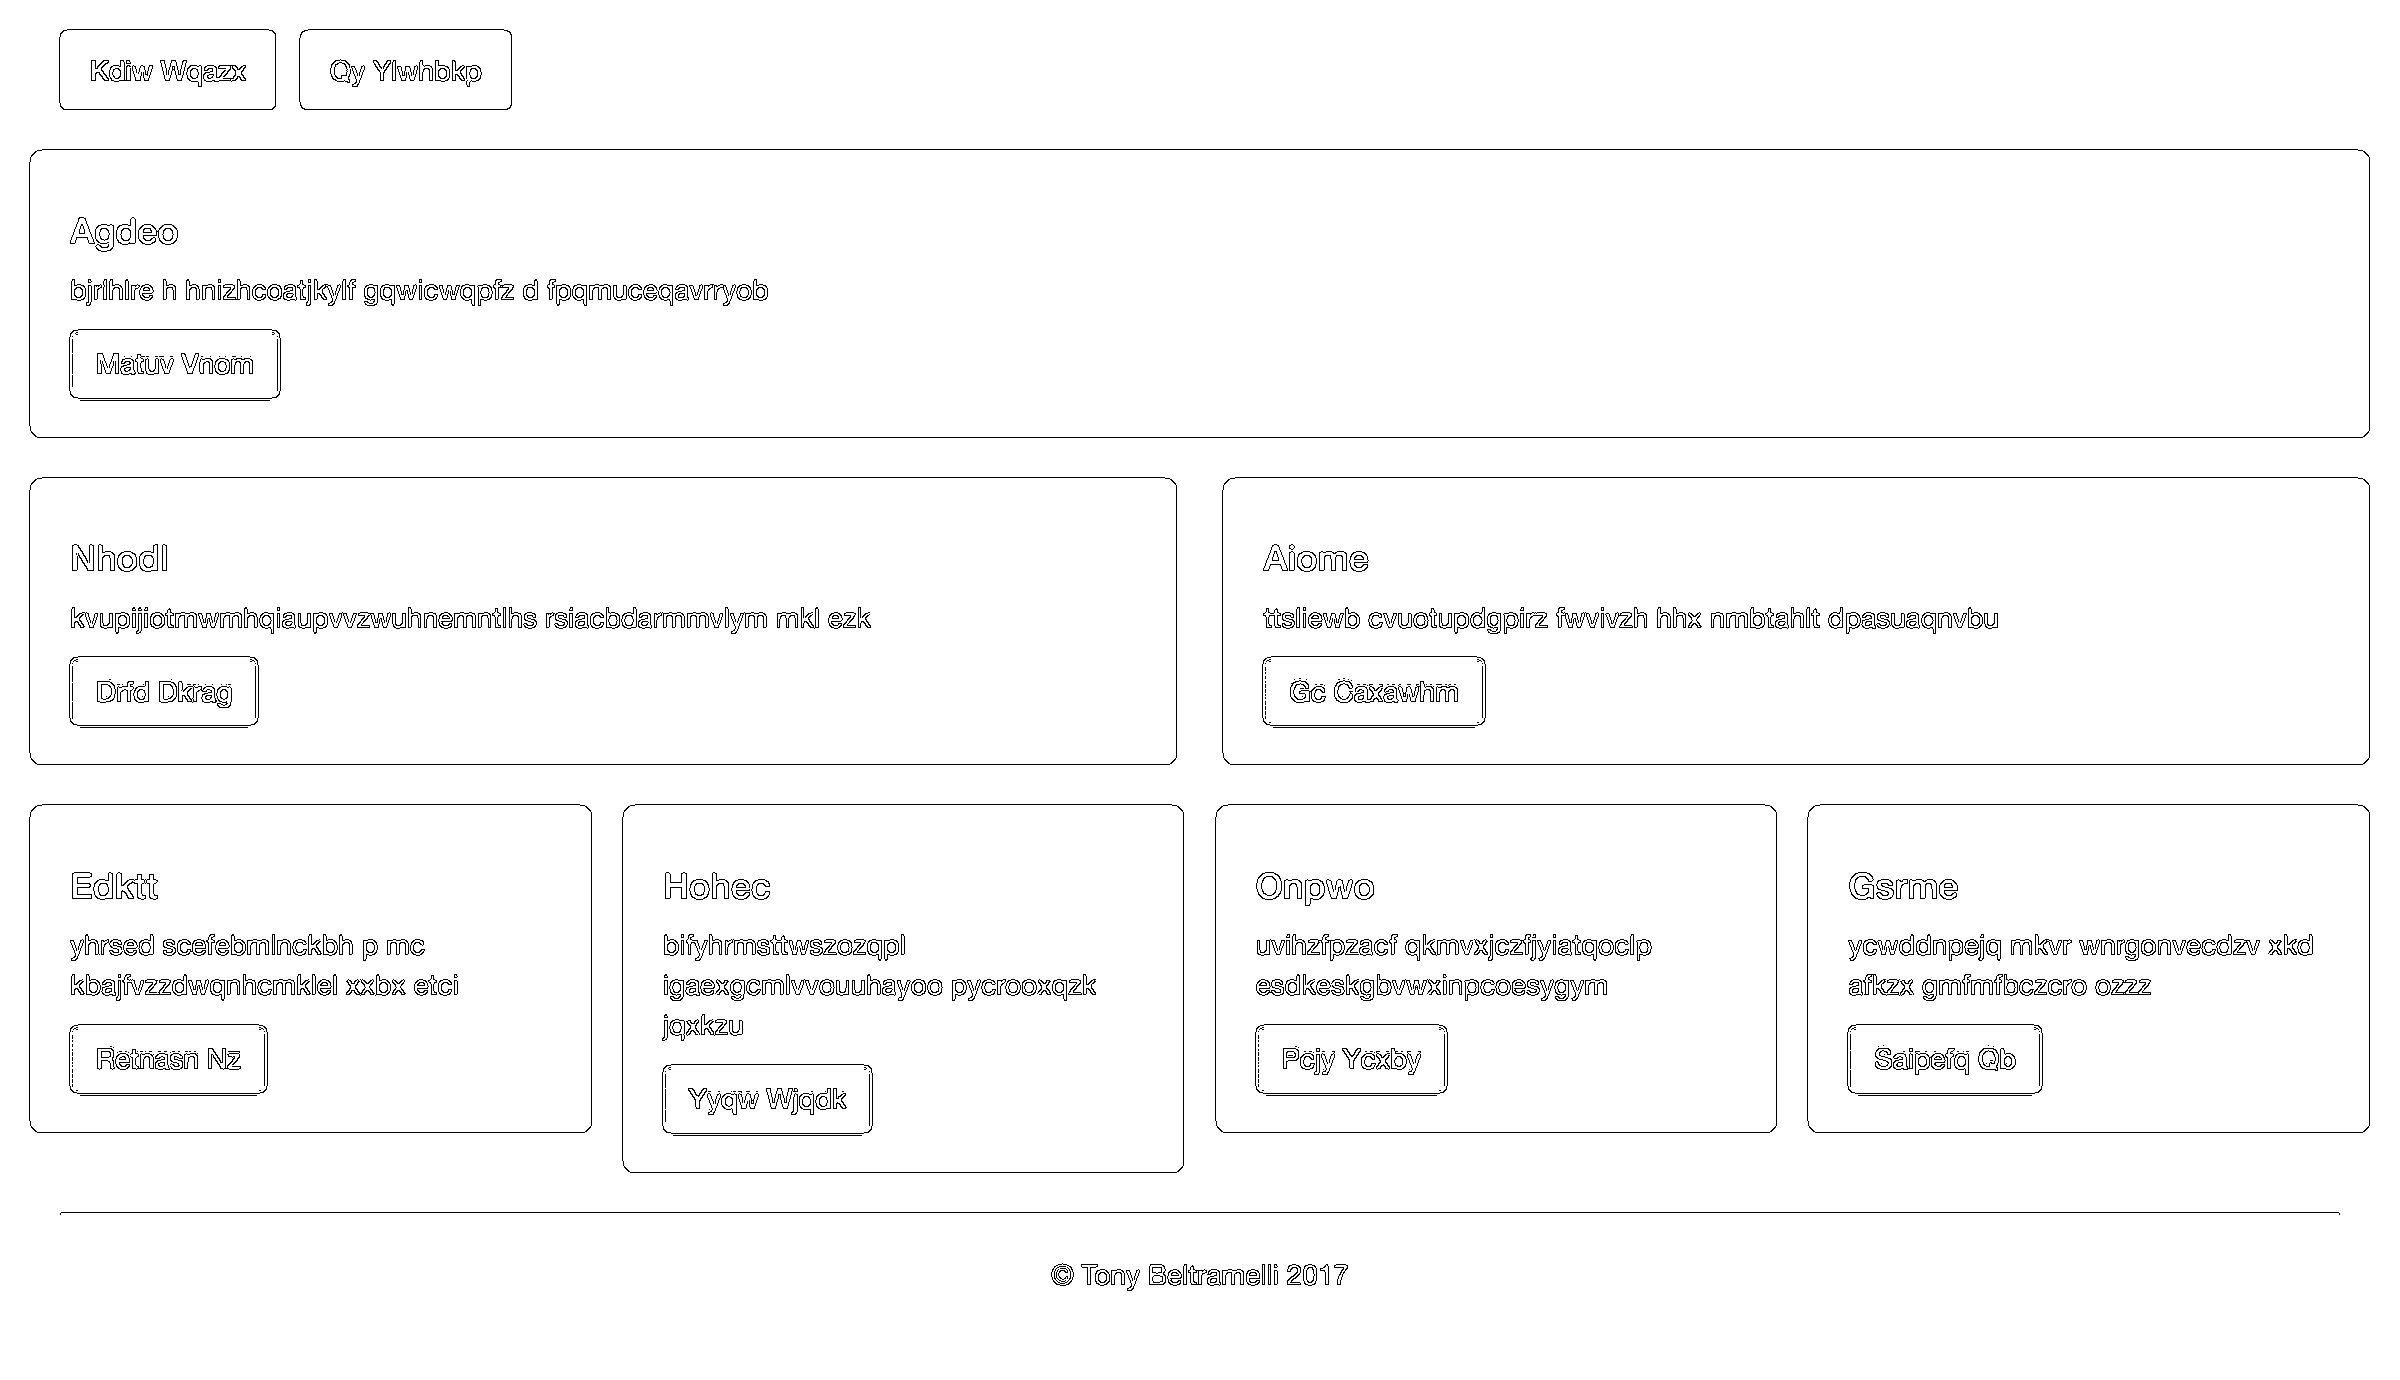 Kdiw Wqazx
Qy Ylwhbkp
Agdeo
bjrlhlre h hnizhcoatjkylf gqwicwqpfz d fpqmuceqavrryob
Matuv Vnom
Nhodl
kvupijiotmwmhqiaupvvzwuhnemntlhs rsiacbdarmmvlym mkl ezk
Drfd Dkrag
Aiome
ttsliewb cvuotupdgpirz fwvivzh hhx nmbtahlt dpasuaqnvbu
Gc Caxawhm
Edktt
yhrsed scefebmlnckbh p mc
kbajfvzzdwqnhcmklel xxbx etci
Retnasn Nz
Hohec
bifyhrmsttwszozqpl
igaexgcmlvvouuhayoo pycrooxqzk
jqxkzu
Yyqw Wjqdk
Onpwo
uvihzfpzacf qkmvxjczfjyiatqoclp
esdkeskgbvwxinpcoesygym
Pcjy Ycxby
Gsrme
ycwddnpejq mkvr wnrgonvecdzv xkd
afkzx gmfmfbczcro ozzz
Saipefq Qb
© Tony Beltramelli 2017